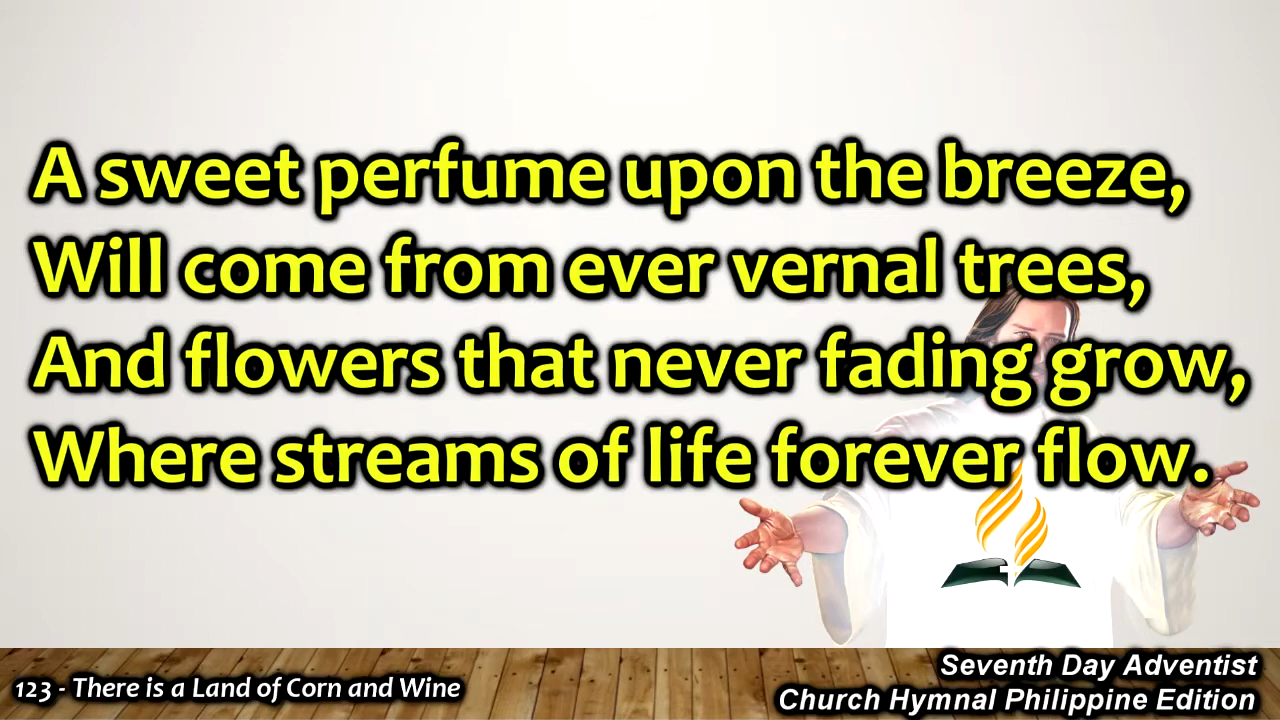 A sweet perfume upon the breeze,
Will come from ever vernal trees,
And flowers that never fading grow,
Where streams of life forever flow.
123 - There is a Land of Corn and Wine
Seventh Day Adventist
Church Hymnal Philippine Edition